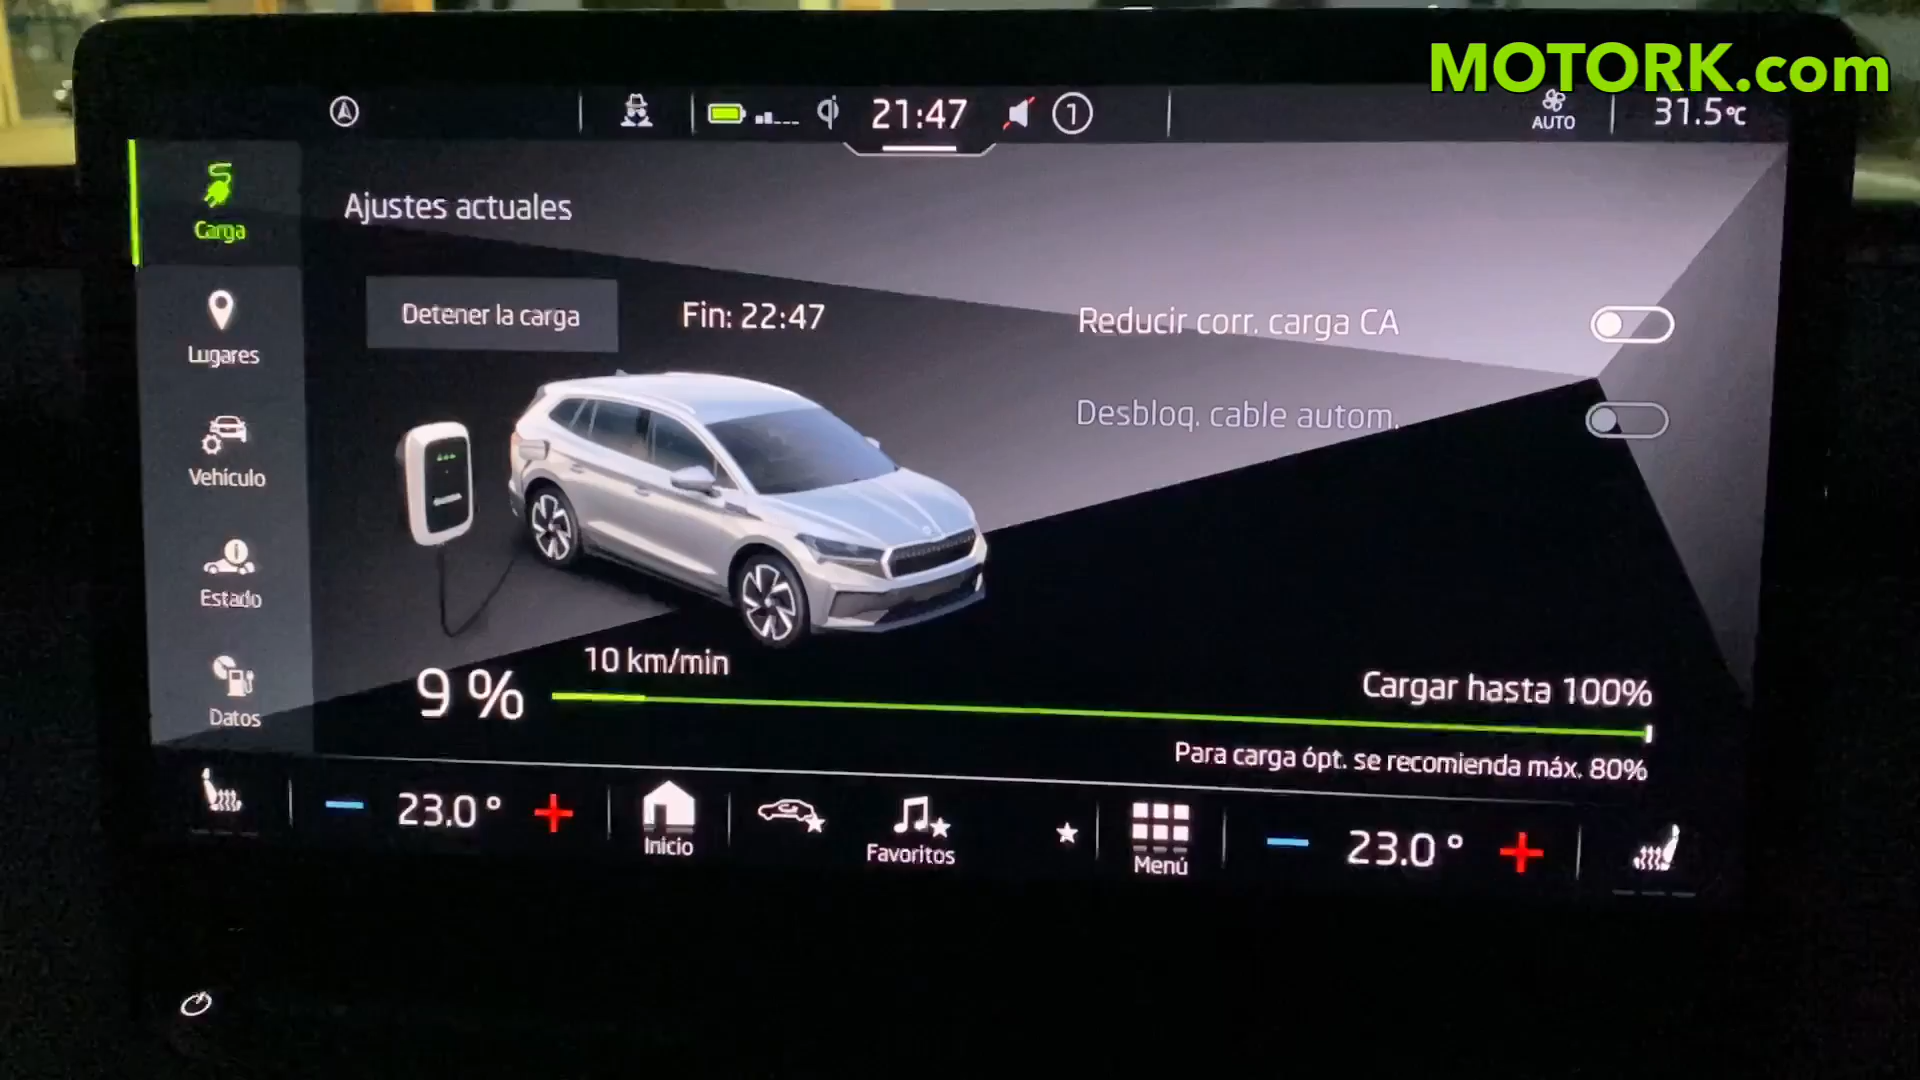 MOTORK.com
21:47
1
AUTO
31.5°C
Carga
Ajustes actuales
Detener la carga
Fin: 22:47
Reducir corr. carga CA
Lugares
Desbloq. cable autom.
Vehículo
Estado
10 km/min
9 %
Cargar hasta 100%
Datos
Para carga ópt. se recomienda máx. 80%
23.0°
Inicio
Favoritos
Menú
23.0°